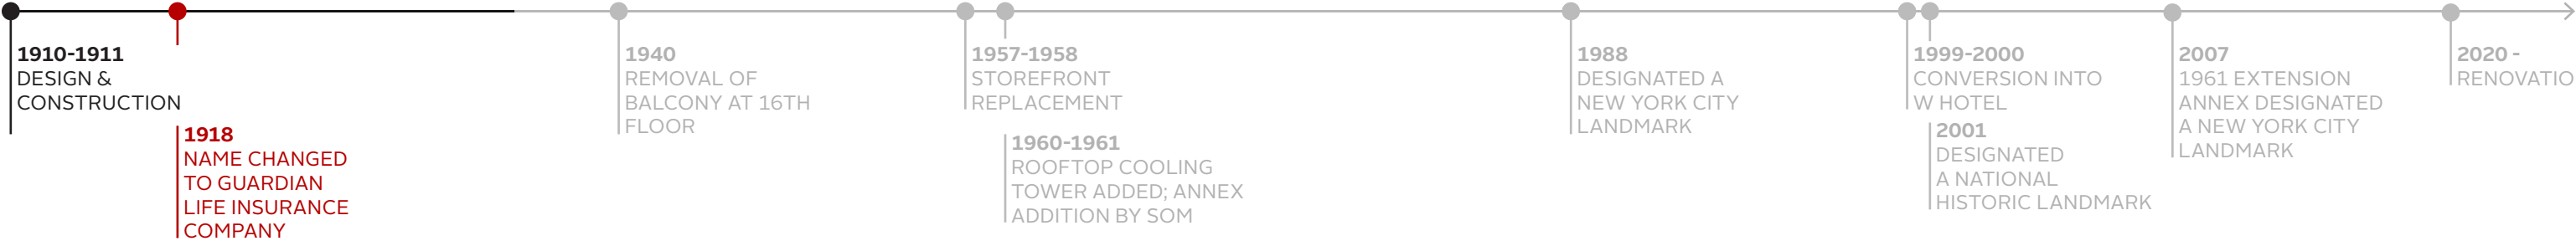 1910-1911
DESIGN &
CONSTRUCTION
1918
NAME CHANGED
TO GUARDIAN
LIFE INSURANCE
COMPANY
1940
REMOVAL OF
BALCONY AT 16TH
FLOOR
1957-1958
STOREFRONT
REPLACEMENT
1960-1961
ROOFTOP COOLING
TOWER ADDED; ANNEX
ADDITION BY SOM
1988
DESIGNATED A
NEW YORK CITY
LANDMARK
1999-2000
CONVERSION INTO
W HOTEL
2001
DESIGNATED
A NATIONAL
HISTORIC LANDMARK
2007
1961 EXTENSION
ANNEX DESIGNATED
A NEW YORK CITY
LANDMARK
2020 -
RENOVATIO